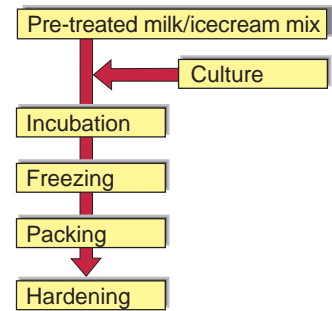 Pre-treated milk/icecream mix
Culture
Incubation
Freezing
Packing
Hardening